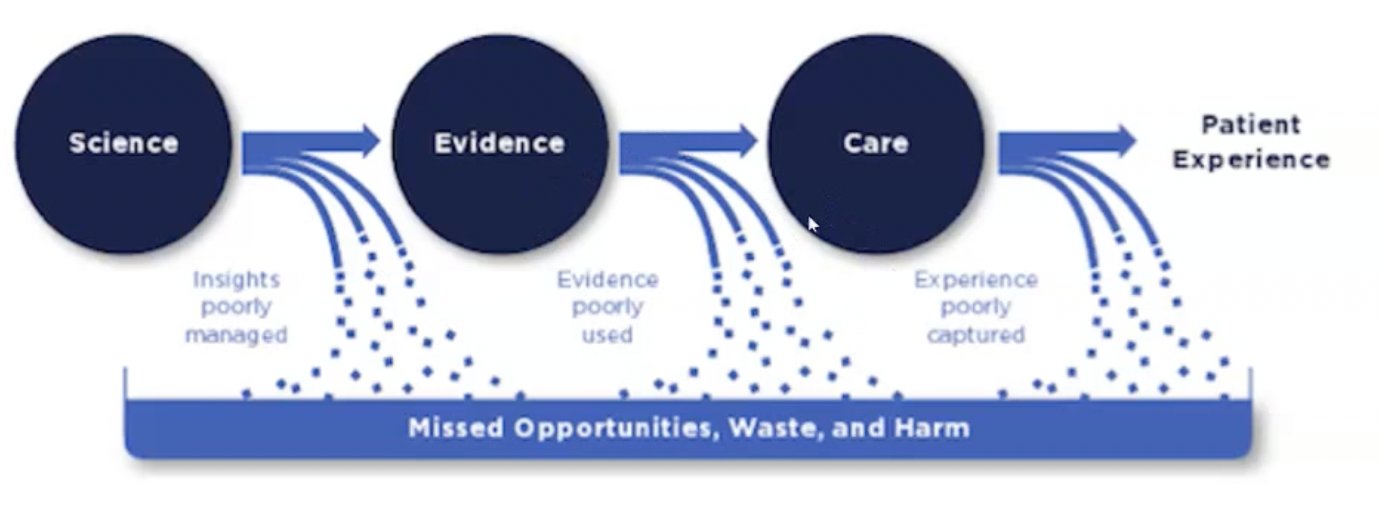 Science
Evidence
Care
Patient
Experience
Insights
poorly
managed
Evidence
poorly
used
Experience
poorly
captured
Missed Opportunities, Waste, and Harm